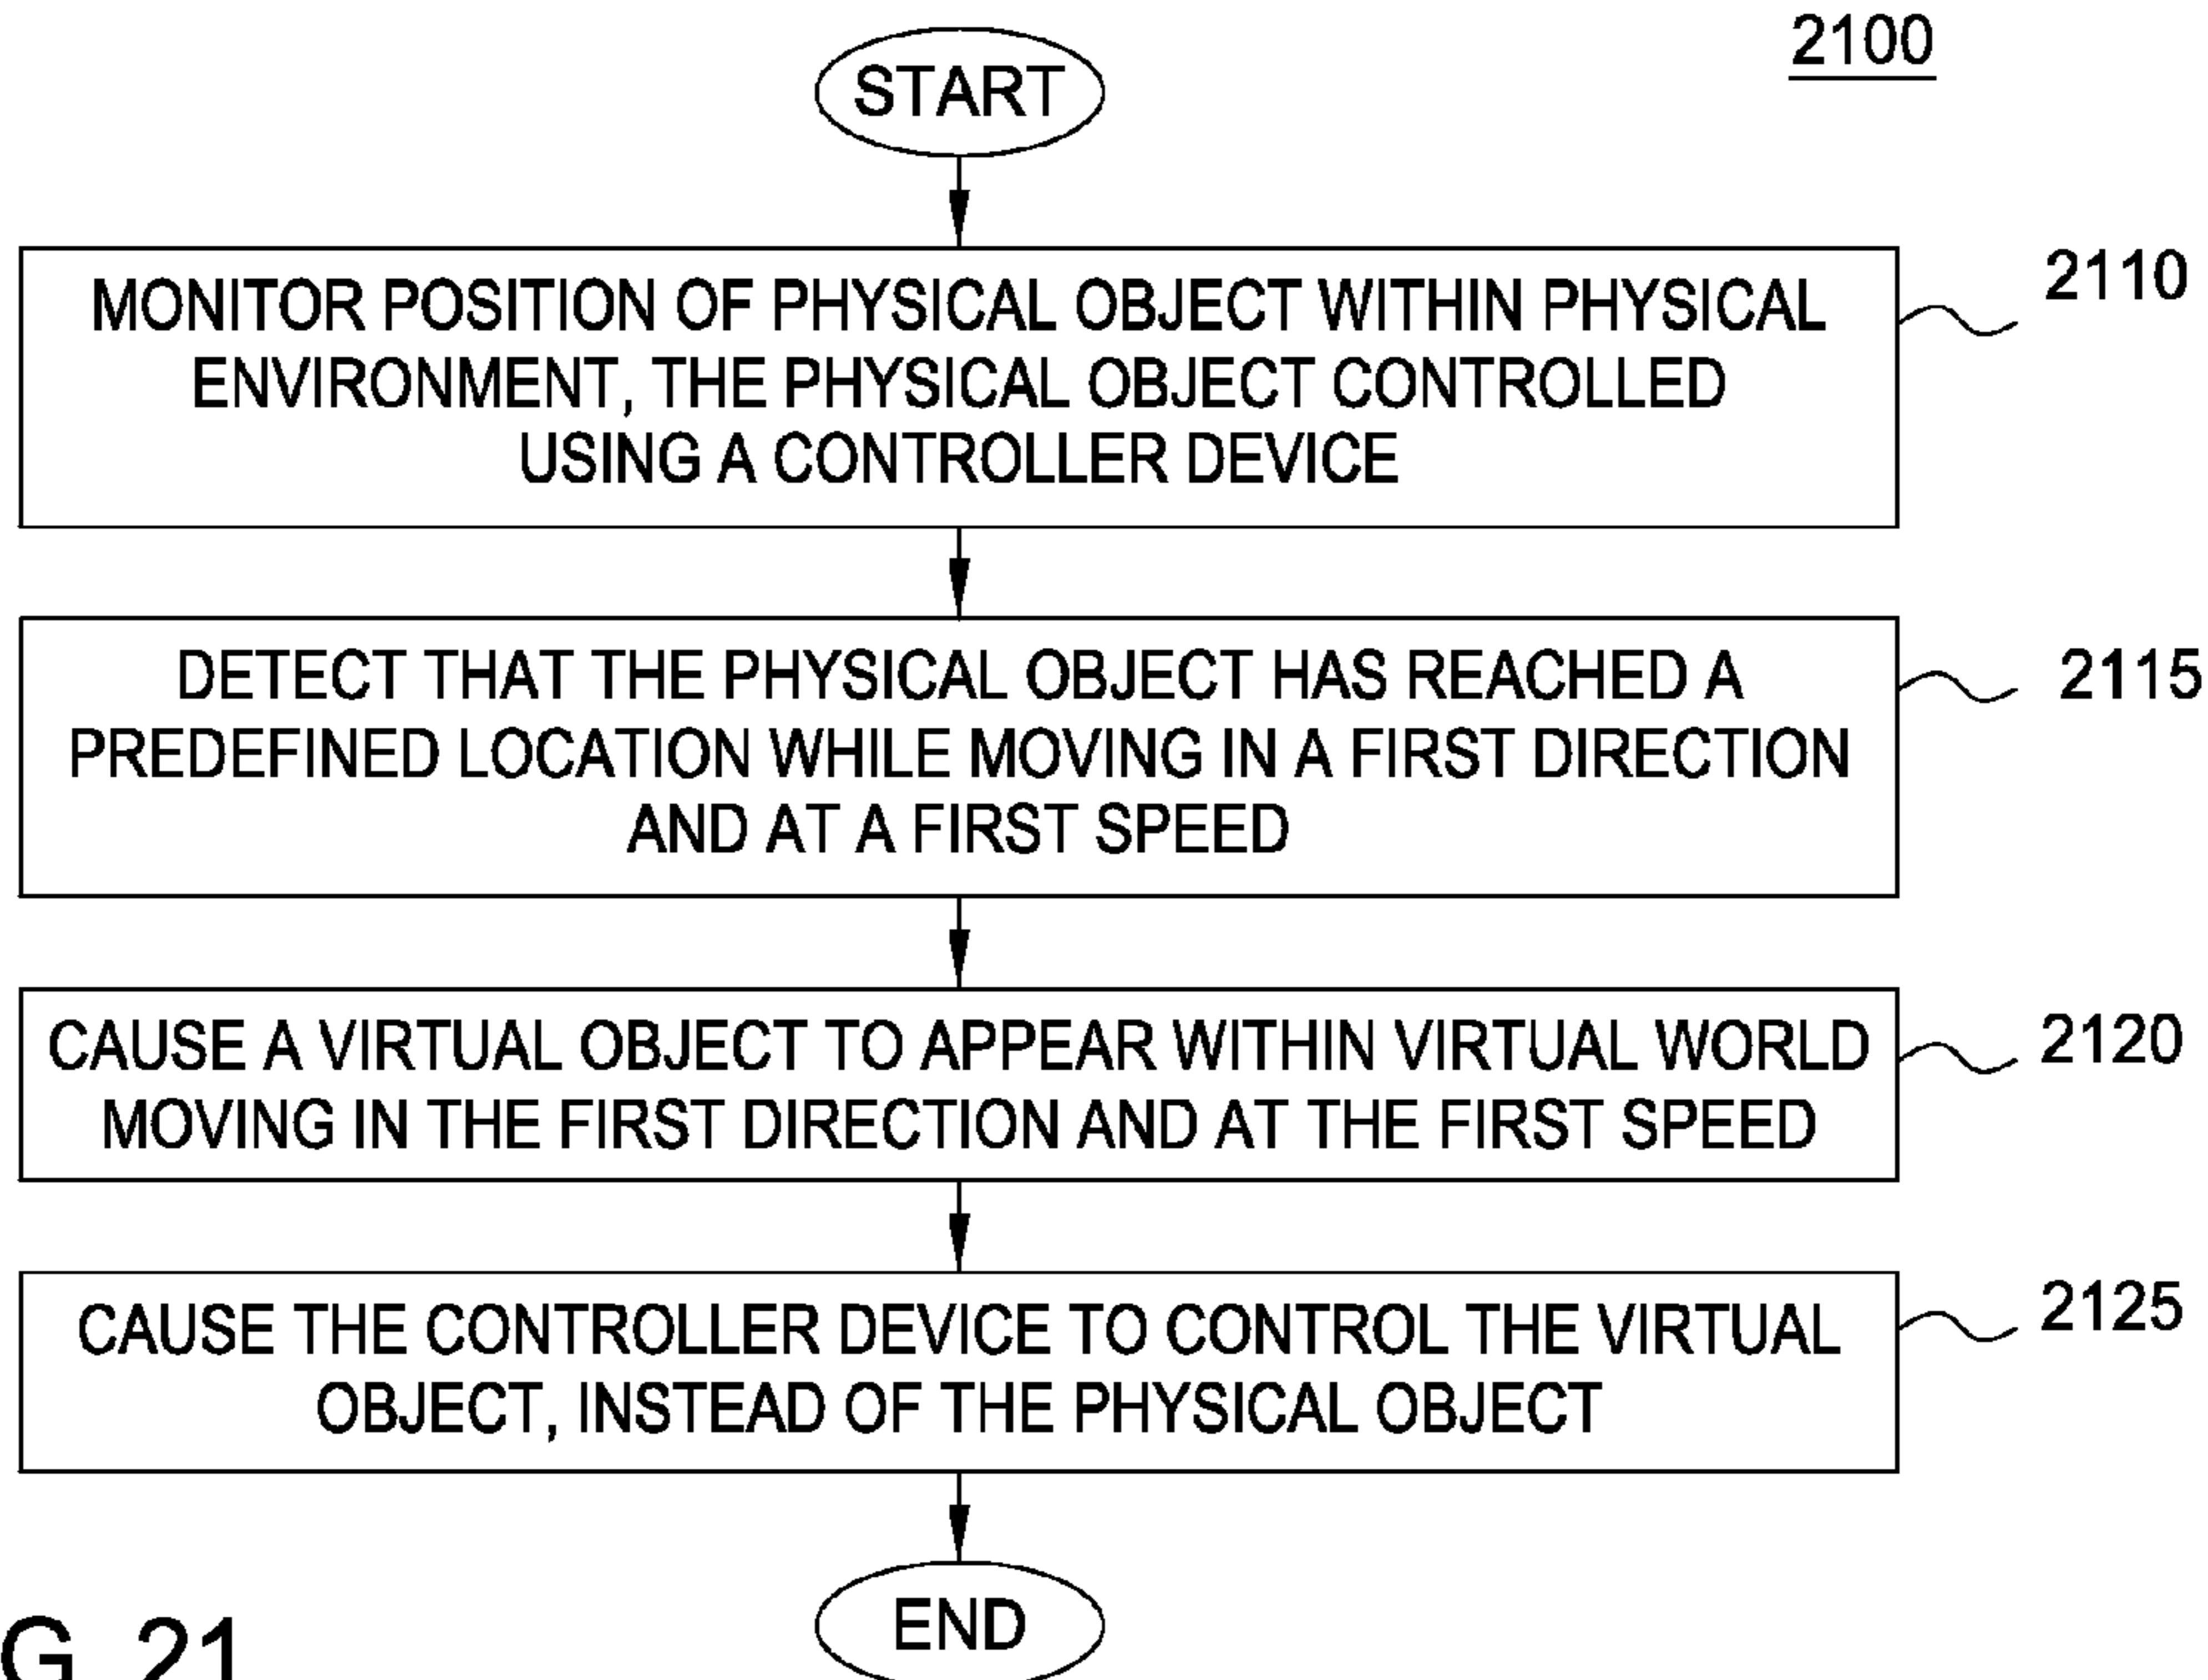 2100
START
MONITOR POSITION OF PHYSICAL OBJECT WITHIN PHYSICAL
ENVIRONMENT, THE PHYSICAL OBJECT CONTROLLED
USING A CONTROLLER DEVICE
2110
DETECT THAT THE PHYSICAL OBJECT HAS REACHED A
PREDEFINED LOCATION WHILE MOVING IN A FIRST DIRECTION
AND AT A FIRST SPEED
2115
CAUSE A VIRTUAL OBJECT TO APPEAR WITHIN VIRTUAL WORLD
MOVING IN THE FIRST DIRECTION AND AT THE FIRST SPEED
2120
CAUSE THE CONTROLLER DEVICE TO CONTROL THE VIRTUAL
OBJECT, INSTEAD OF THE PHYSICAL OBJECT
2125
END
G. 21